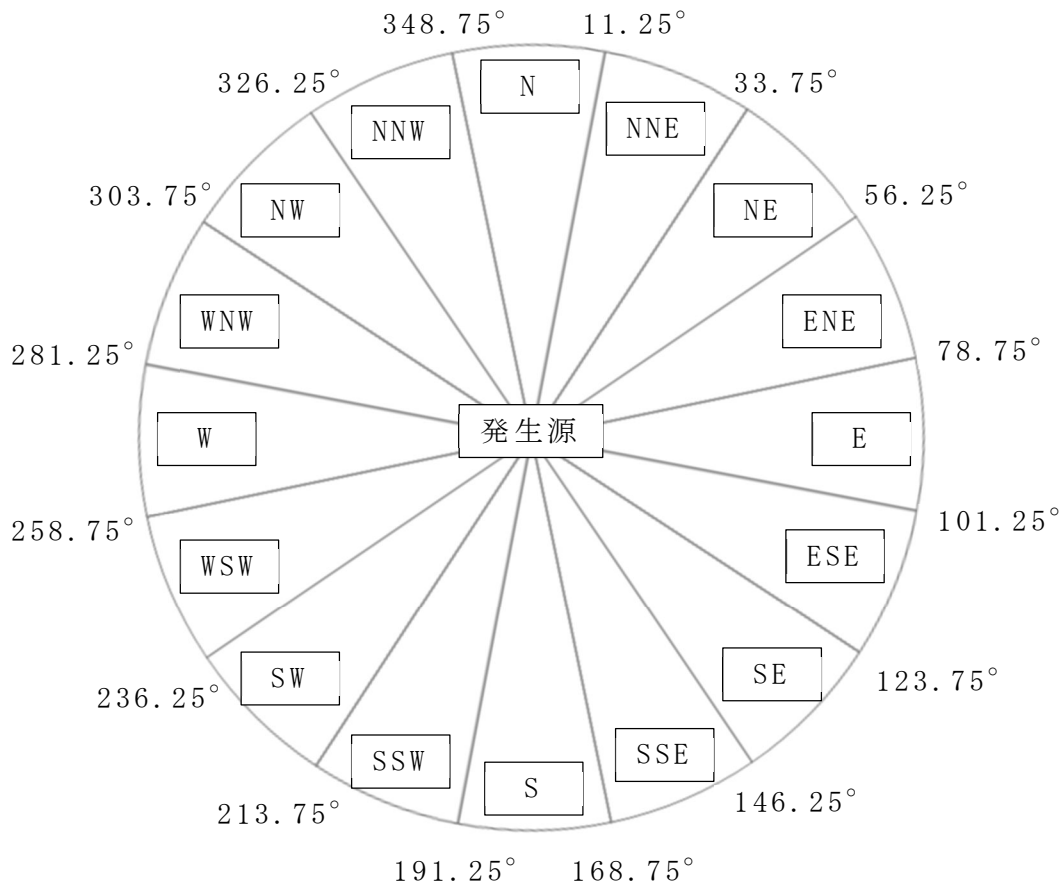 348.75° 11.25°
326.25° N 33.75°
NNW NNE
303.75° NW NE 56.25°
WNW ENE
281.25° 78.75°
W 発生源 E
258.75° 101.25°
WSW ESE
236.25° SW SE 123.75°
SSW SSE
213.75° S 146.25°
191.25° 168.75°